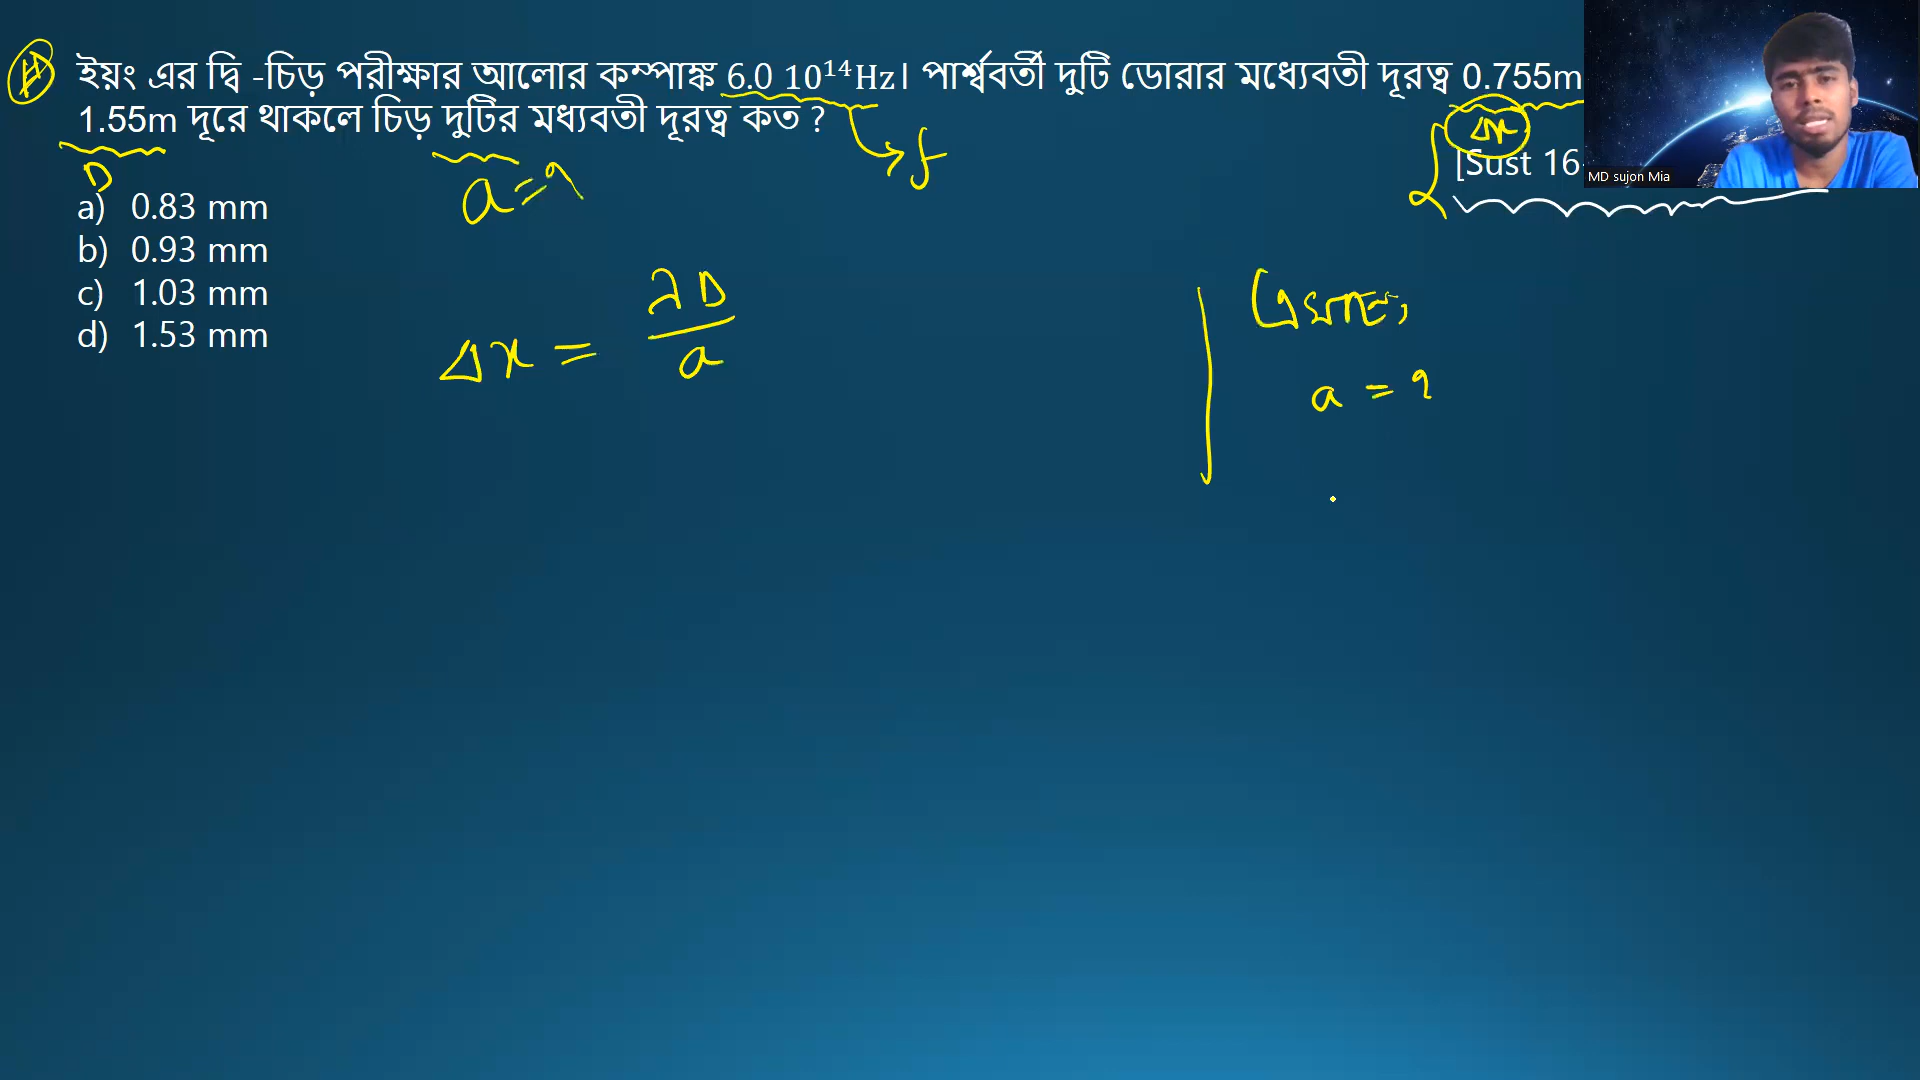 ইয়ং এর দ্বি -চিড় পরীক্ষার আলোর কম্পাঙ্ক 6.0 10¹⁴Hz। পার্শ্ববর্তী দুটি ডোরার মধ্যেবতী দূরত্ব 0.755m
1.55m দূরে থাকলে চিড় দুটির মধ্যবতী দূরত্ব কত ?
Δx
f
[Sust 16
MD sujon Mia
D
a = ?
a) 0.83 mm
b) 0.93 mm
c) 1.03 mm
d) 1.53 mm
Δx = λD/a
a = ?